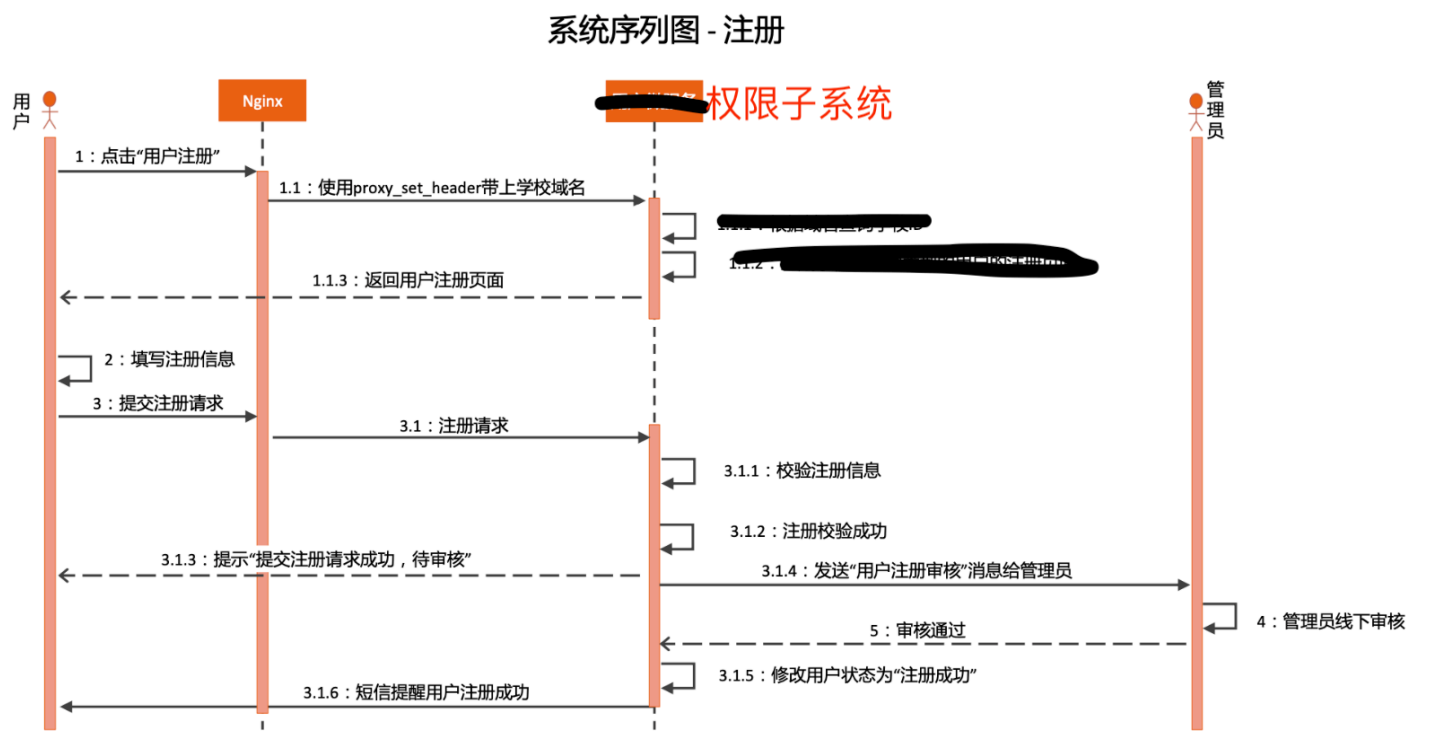 系统序列图 - 注册
用户
Nginx
权限子系统
管理员
1：点击“用户注册”
1.1：使用proxy_set_header带上学校域名
1.1.2：
1.1.3：返回用户注册页面
2：填写注册信息
3：提交注册请求
3.1：注册请求
3.1.1：校验注册信息
3.1.2：注册校验成功
3.1.3：提示“提交注册请求成功，待审核”
3.1.4：发送“用户注册审核”消息给管理员
4：管理员线下审核
5：审核通过
3.1.5：修改用户状态为“注册成功”
3.1.6：短信提醒用户注册成功